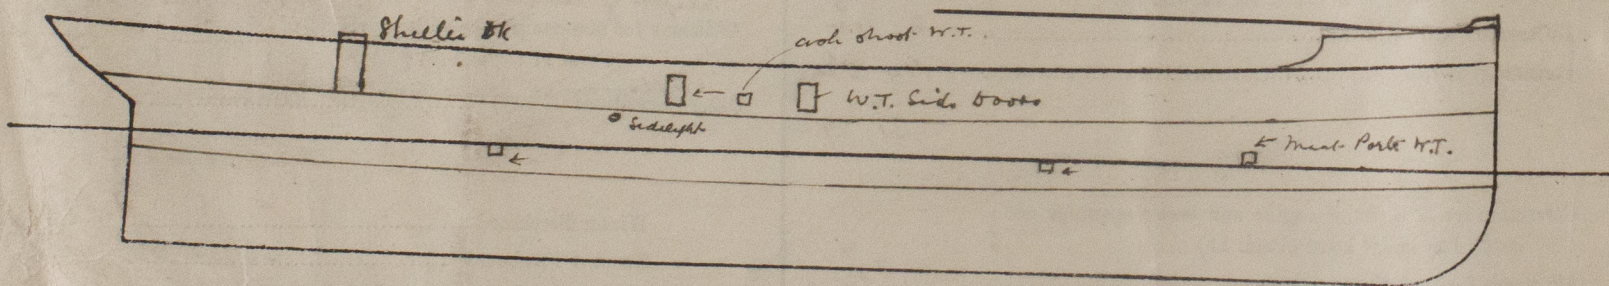 Shelter Dk
ash shoot W.T.
W.T. Side Doors
Sidelight
Meat Ports W.T.